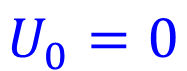 U₀ = 0